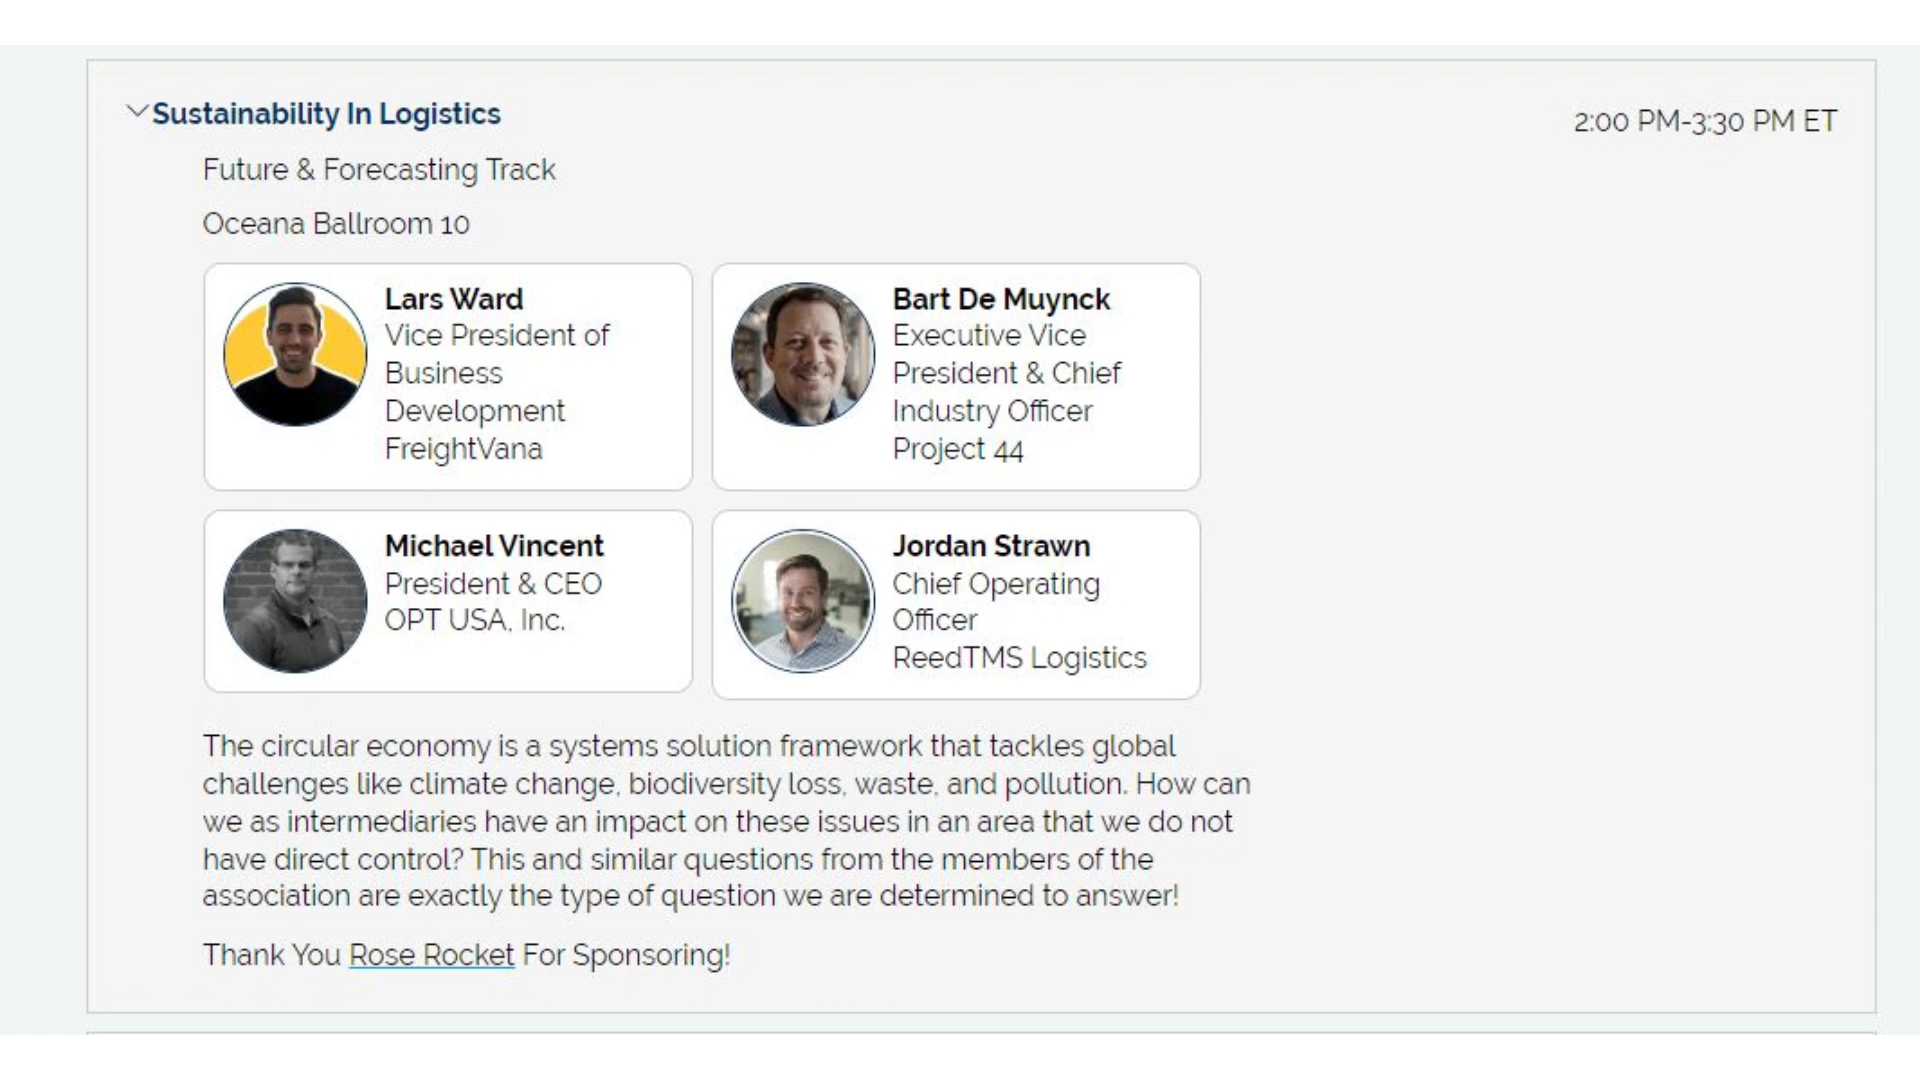 Sustainability In Logistics
2:00 PM-3:30 PM ET
Future & Forecasting Track
Oceana Ballroom 10
Lars Ward
Vice President of
Business
Development
FreightVana
Bart De Muynck
Executive Vice
President & Chief
Industry Officer
Project 44
Michael Vincent
President & CEO
OPT USA, Inc.
Jordan Strawn
Chief Operating
Officer
ReedTMS Logistics
The circular economy is a systems solution framework that tackles global
challenges like climate change, biodiversity loss, waste, and pollution. How can
we as intermediaries have an impact on these issues in an area that we do not
have direct control? This and similar questions from the members of the
association are exactly the type of question we are determined to answer!
Thank You Rose Rocket For Sponsoring!